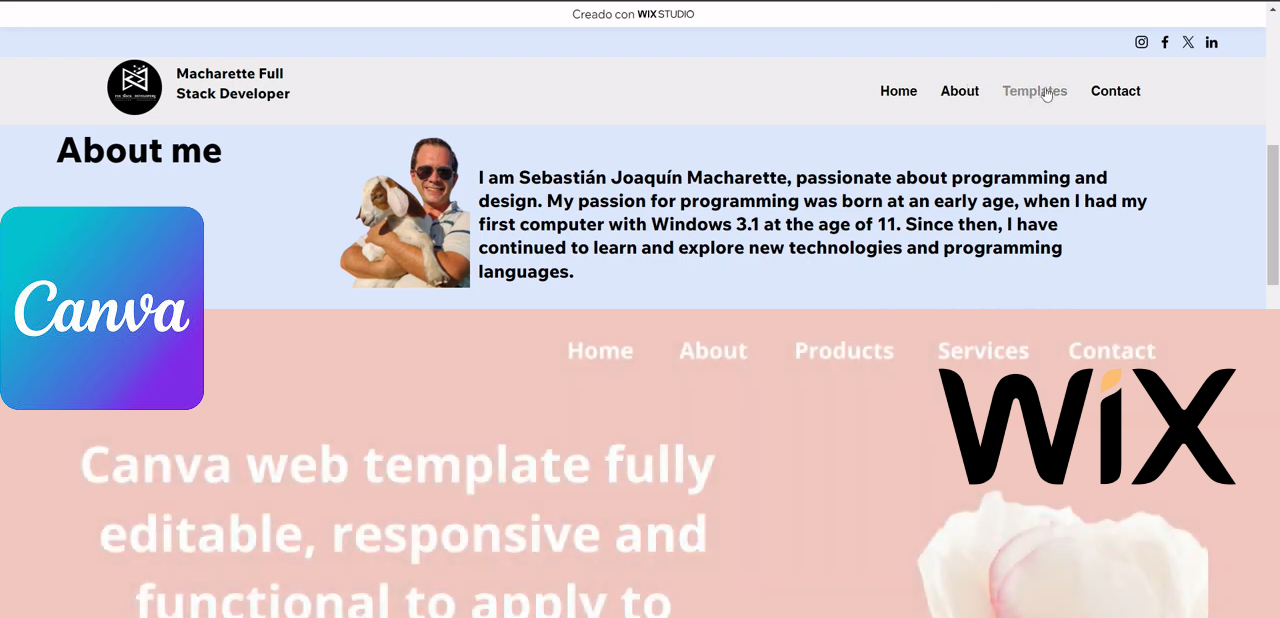 Creado con WIX STUDIO
Macharette Full
Stack Developer
Home About Templates Contact
About me
I am Sebastián Joaquín Macharette, passionate about programming and
design. My passion for programming was born at an early age, when I had my
first computer with Windows 3.1 at the age of 11. Since then, I have
continued to learn and explore new technologies and programming
languages.
Canva
Home About Products Services Contact
WiX
Canva web template fully
editable, responsive and
functional to apply to